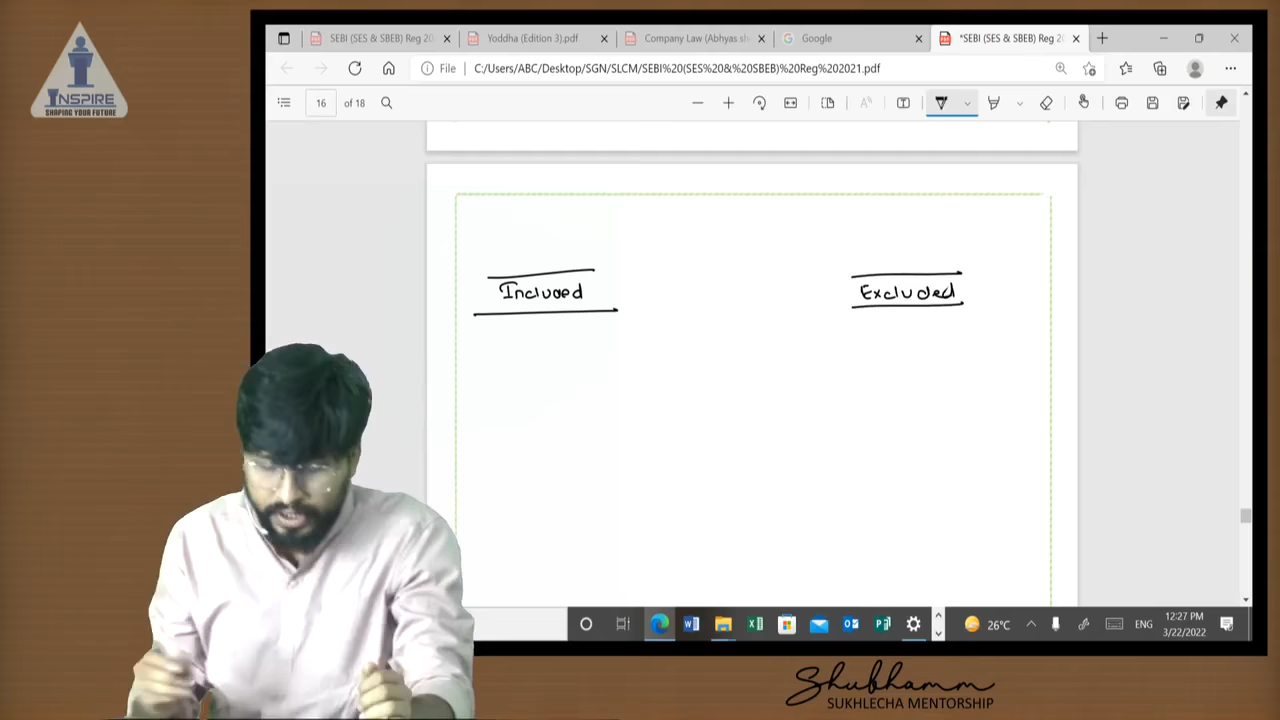 INSPIRE
SHAPING YOUR FUTURE
SEBI (SES & SBEB) Reg 20
Yoddha (Edition 3).pdf
Company Law (Abhyas sh
Google
*SEBI (SES & SBEB) Reg 2
File
C:/Users/ABC/Desktop/SGN/SLCM/SEBI%20(SES%20&%20SBEB)%20Reg%202021.pdf
16 of 18
Included
Excluded
26°C
ENG
12:27 PM
3/22/2022
Shubhamm
SUKHLECHA MENTORSHIP